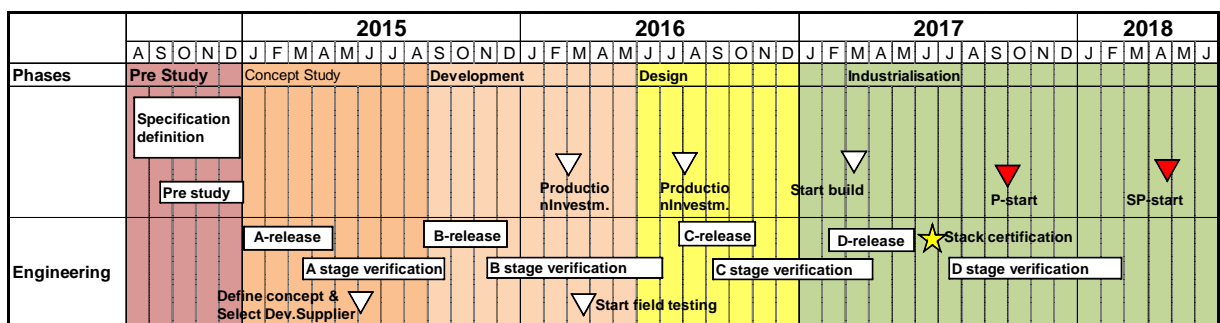 2015 2016 2017 2018
A S O N D J F M A M J J A S O N D J F M A M J J A S O N D J F M A M J J A S O N D J F M A M J
Phases Pre Study Concept Study Development Design Industrialisation
Specification
definition
Pre study
Productio
nInvestm.
Productio
nInvestm.
Start build
P-start
SP-start
Engineering
A-release
B-release
C-release
D-release
Stack certification
A stage verification
B stage verification
C stage verification
D stage verification
Define concept &
Select Dev.Supplier
Start field testing